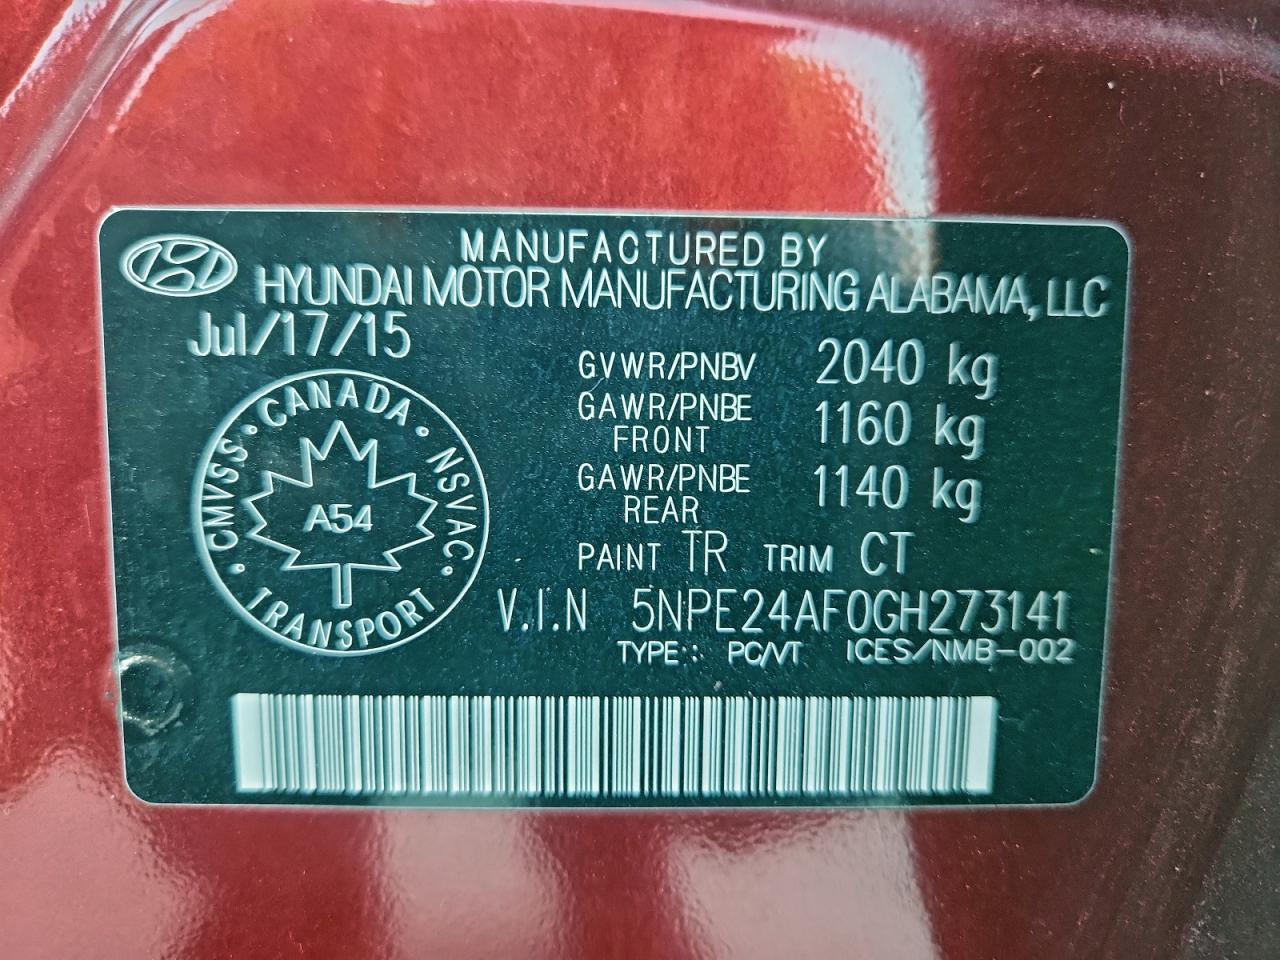 MANUFACTURED BY
HYUNDAI MOTOR MANUFACTURING ALABAMA, LLC
Jul/17/15
GVWR/PNBV 2040 kg
GAWR/PNBE FRONT 1160 kg
GAWR/PNBE REAR 1140 kg
PAINT TR TRIM CT
V.I.N 5NPE24AF0GH273141
TYPE: PC/VT ICES/NMB-002
CANADA • NSVAC • TRANSPORT • CMVSS •
A54